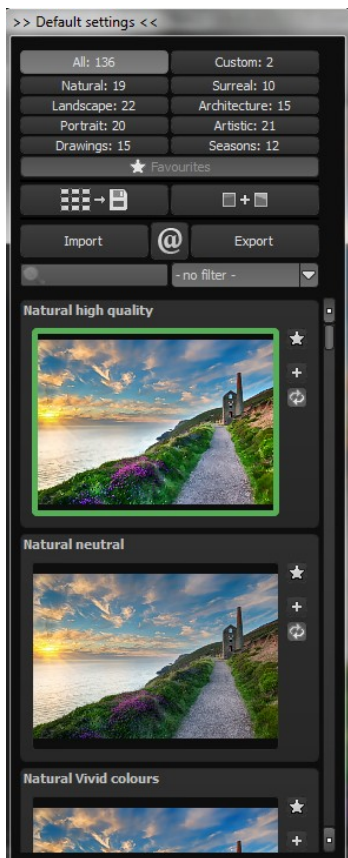 >> Default settings <<
All: 136 Custom: 2
Natural: 19 Surreal: 10
Landscape: 22 Architecture: 15
Portrait: 20 Artistic: 21
Drawings: 15 Seasons: 12
Favourites
Import @ Export
- no filter -
Natural high quality
Natural neutral
Natural Vivid colours